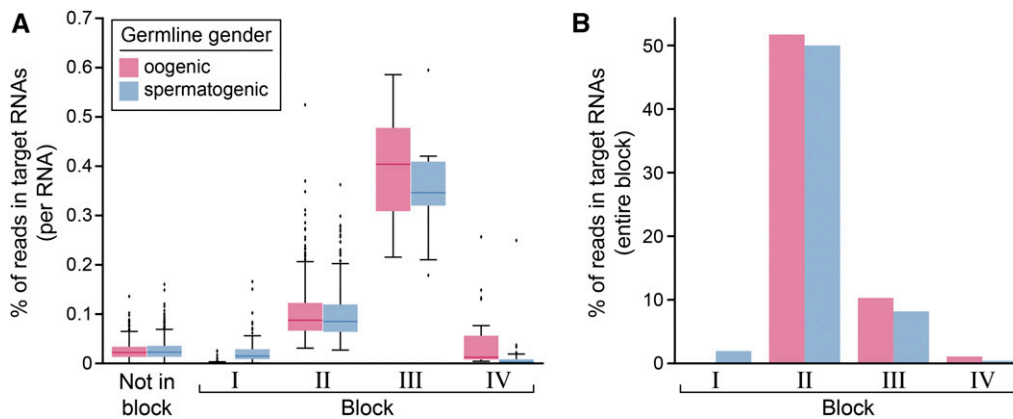 A
Germline gender
oogenic
spermatogenic
% of reads in target RNAs
(per RNA)
0.7
0.6
0.5
0.4
0.3
0.2
0.1
0
Not in
block
I
II
III
IV
Block
B
% of reads in target RNAs
(entire block)
50
40
30
20
10
0
I
II
III
IV
Block